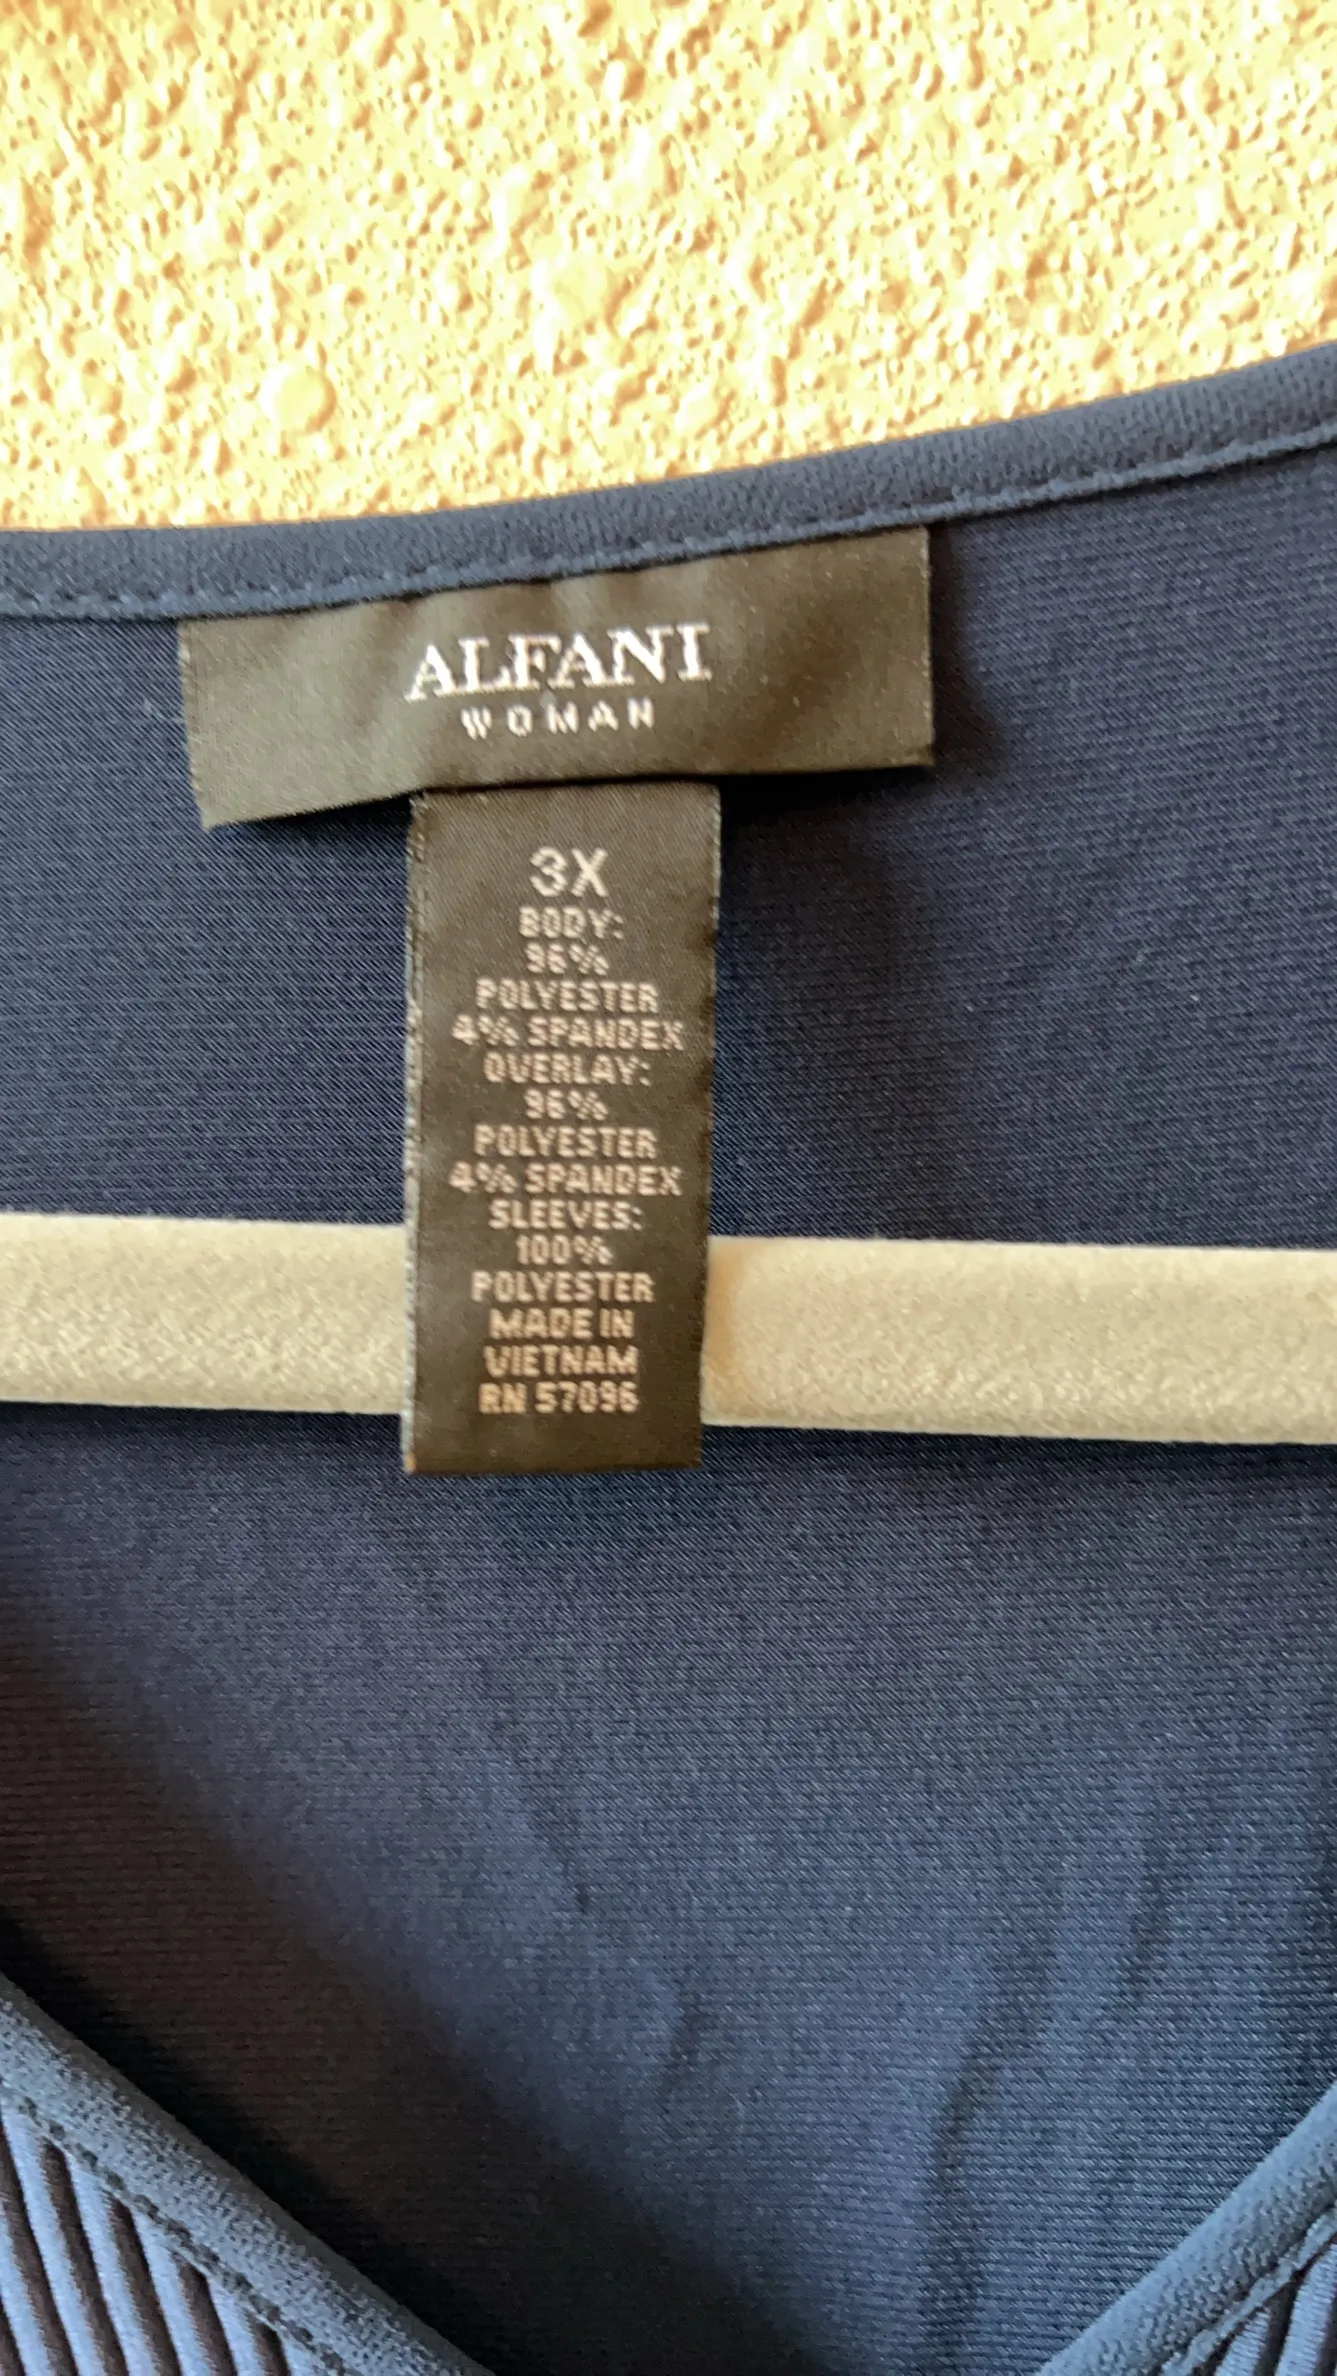 ALFANI
WOMAN
3X
BODY:
96%
POLYESTER
4% SPANDEX
OVERLAY:
96%
POLYESTER
4% SPANDEX
SLEEVES:
100%
POLYESTER
MADE IN
VIETNAM
RN 57096